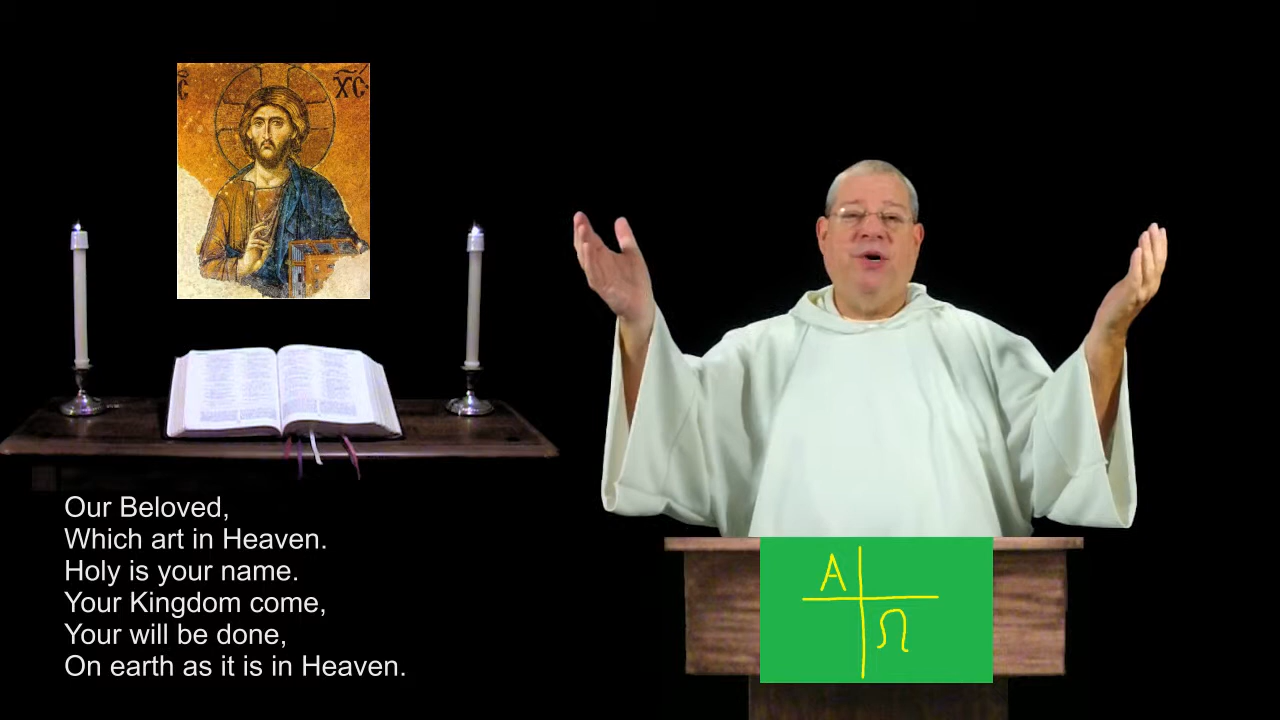 ΧC
Our Beloved,
Which art in Heaven.
Holy is your name.
Your Kingdom come,
Your will be done,
On earth as it is in Heaven.
Α
Ω